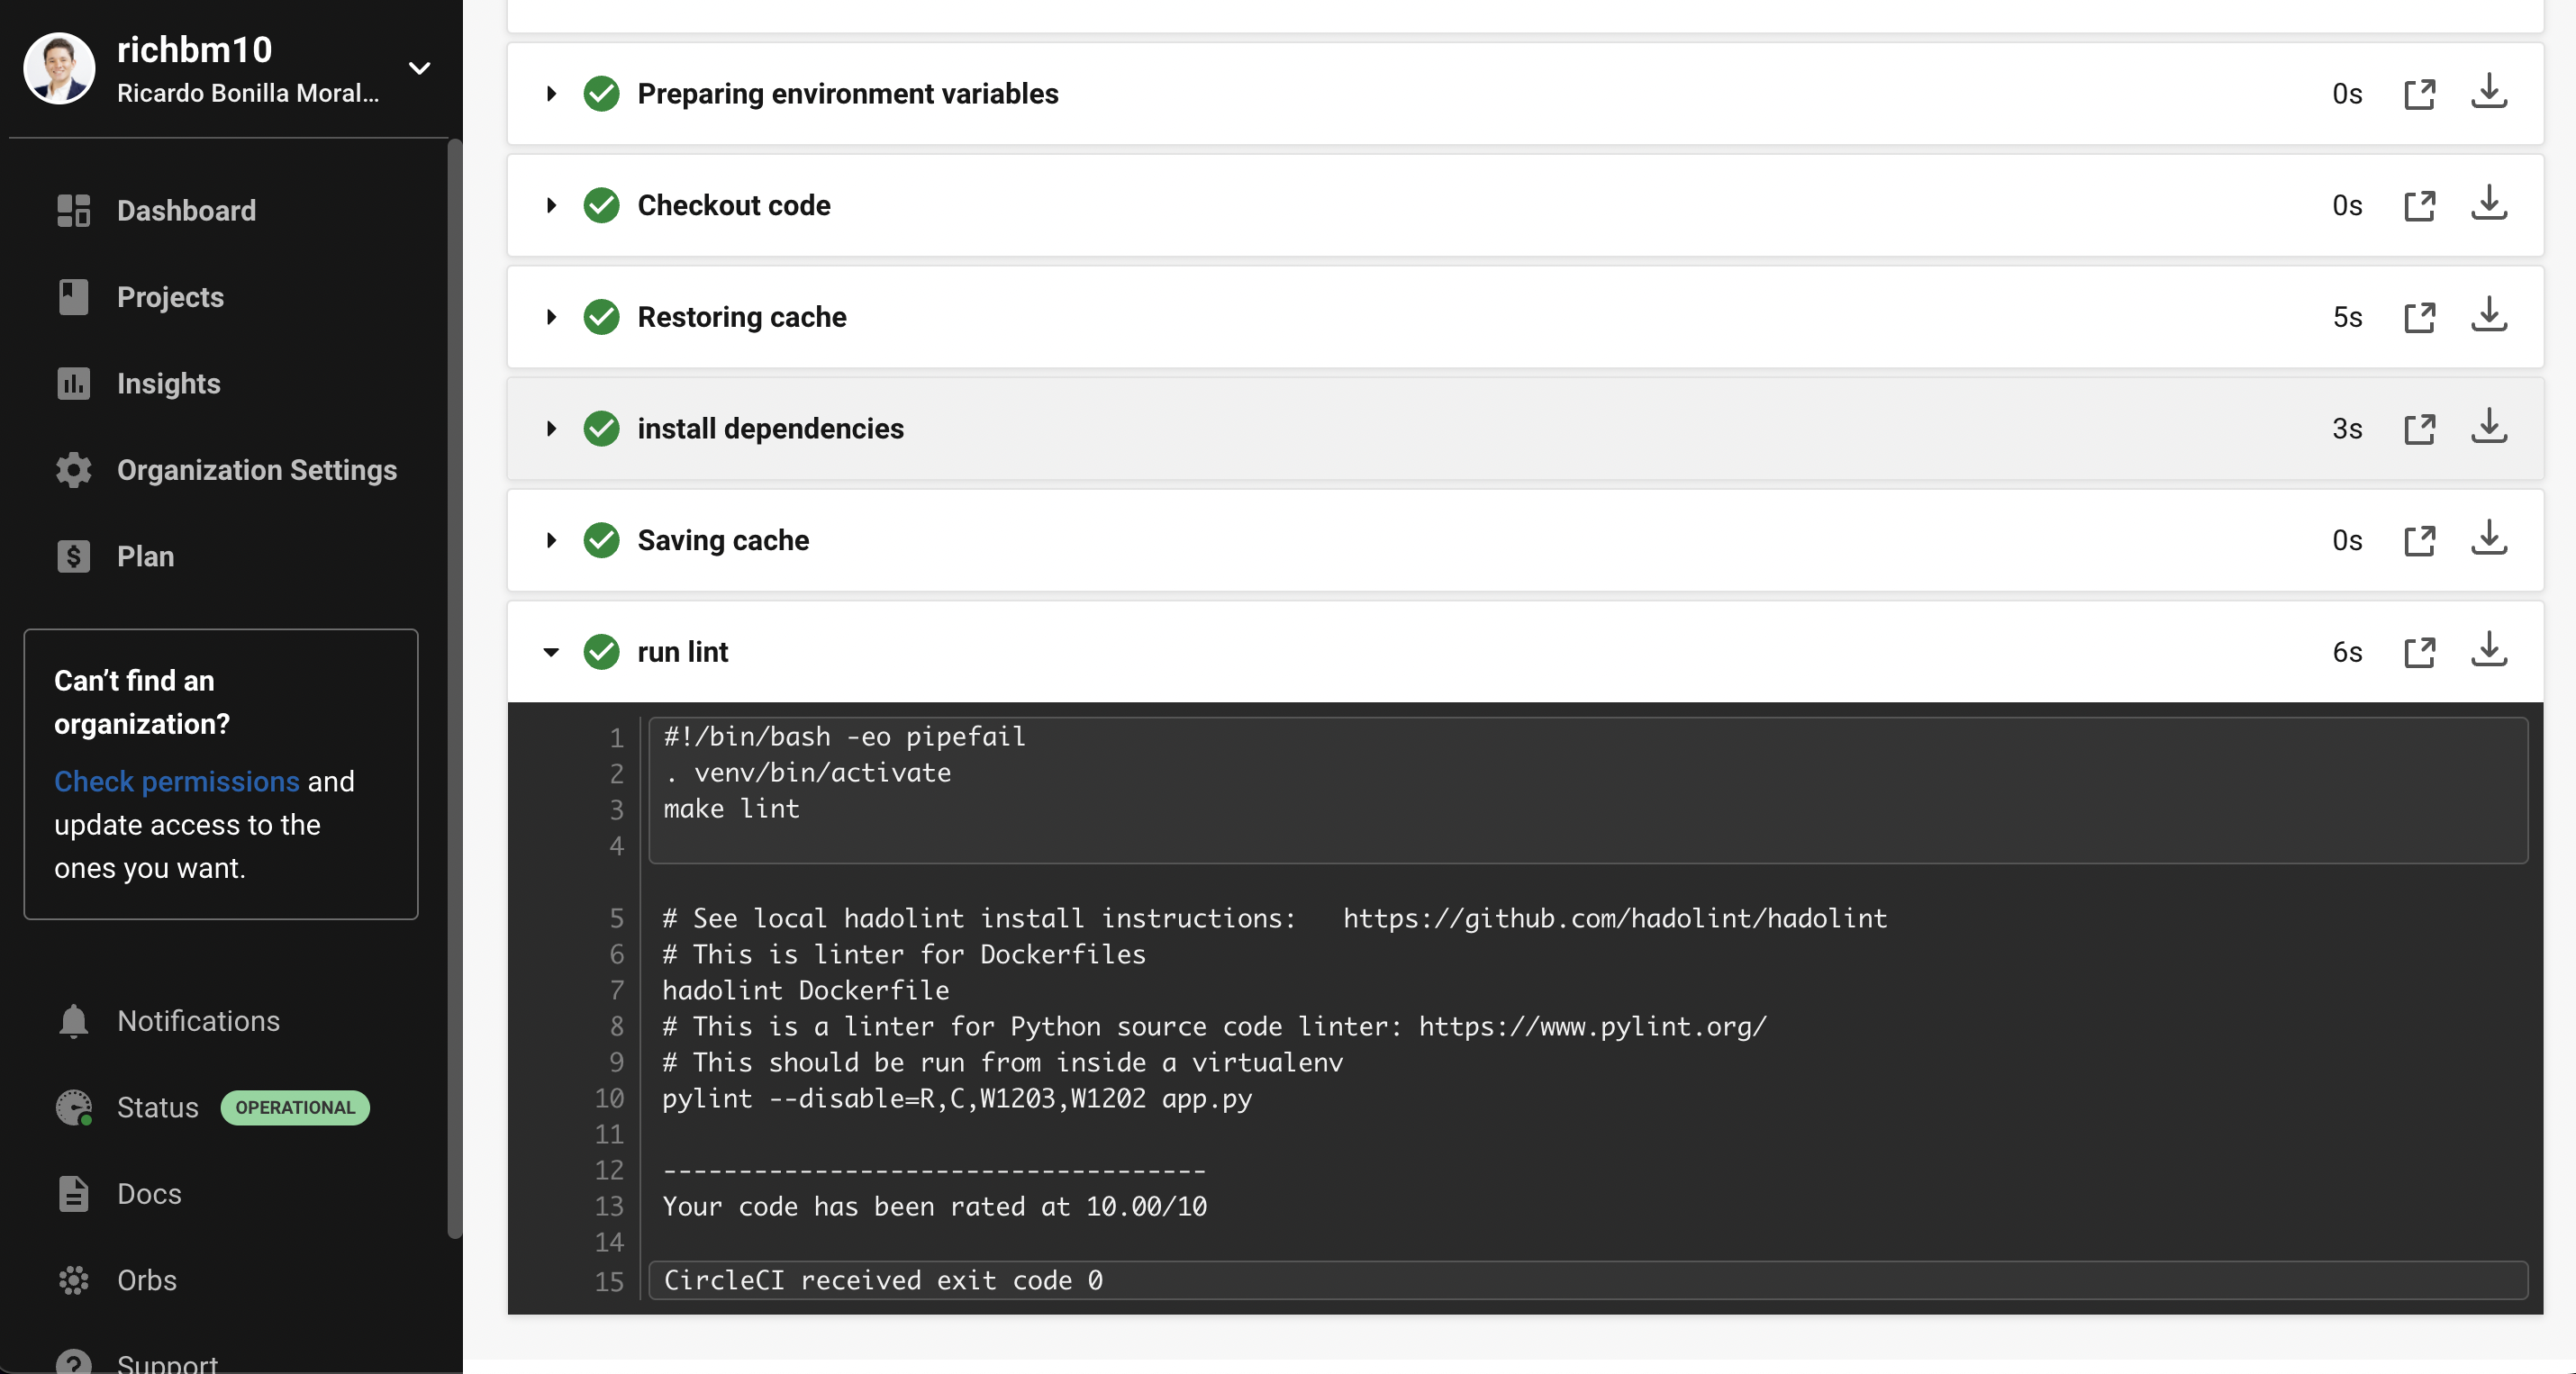 richbm10
Ricardo Bonilla Moral...
Dashboard
Projects
Insights
Organization Settings
Plan
Can’t find an
organization?
Check permissions and
update access to the
ones you want.
Notifications
Status OPERATIONAL
Docs
Orbs
Support
Preparing environment variables 0s
Checkout code 0s
Restoring cache 5s
install dependencies 3s
Saving cache 0s
run lint 6s
1 #!/bin/bash -eo pipefail
2 . venv/bin/activate
3 make lint
4
5 # See local hadolint install instructions:   https://github.com/hadolint/hadolint
6 # This is linter for Dockerfiles
7 hadolint Dockerfile
8 # This is a linter for Python source code linter: https://www.pylint.org/
9 # This should be run from inside a virtualenv
10 pylint --disable=R,C,W1203,W1202 app.py
11
12 ------------------------------------
13 Your code has been rated at 10.00/10
14
15 CircleCI received exit code 0